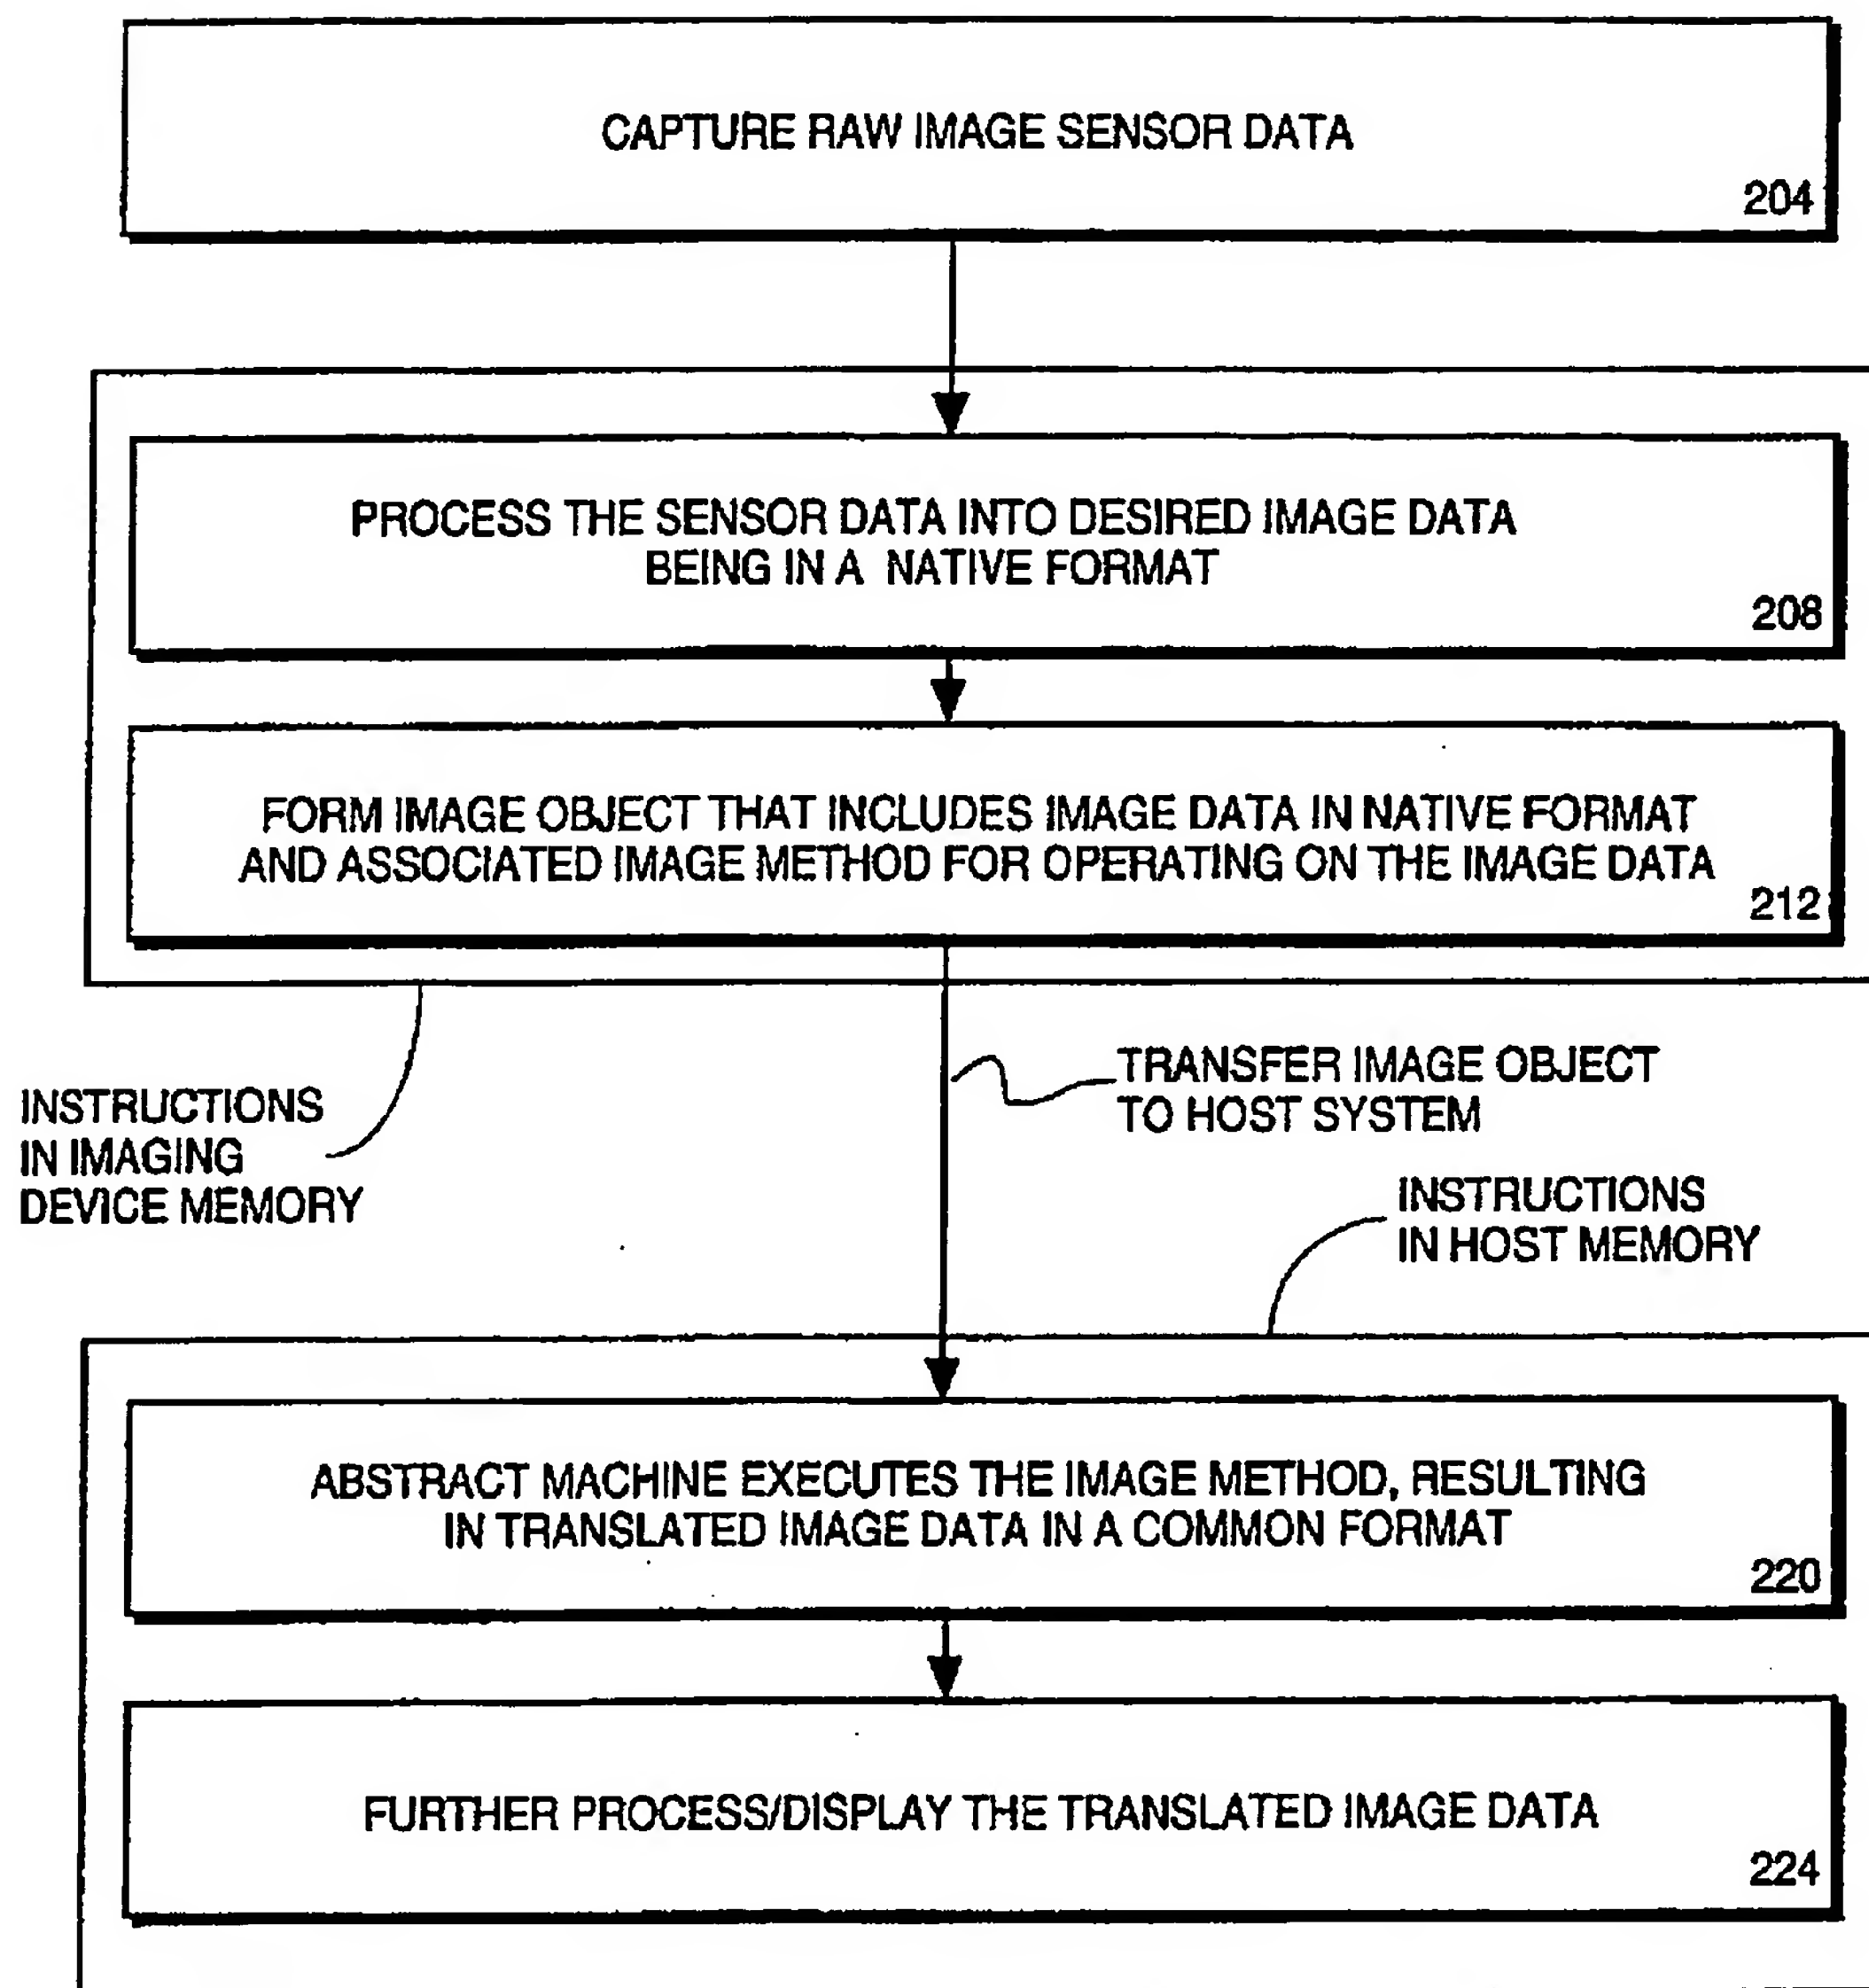 CAPTURE RAW IMAGE SENSOR DATA
204
PROCESS THE SENSOR DATA INTO DESIRED IMAGE DATA
BEING IN A NATIVE FORMAT
208
FORM IMAGE OBJECT THAT INCLUDES IMAGE DATA IN NATIVE FORMAT
AND ASSOCIATED IMAGE METHOD FOR OPERATING ON THE IMAGE DATA
212
TRANSFER IMAGE OBJECT
TO HOST SYSTEM
INSTRUCTIONS
IN IMAGING
DEVICE MEMORY
INSTRUCTIONS
IN HOST MEMORY
ABSTRACT MACHINE EXECUTES THE IMAGE METHOD, RESULTING
IN TRANSLATED IMAGE DATA IN A COMMON FORMAT
220
FURTHER PROCESS/DISPLAY THE TRANSLATED IMAGE DATA
224